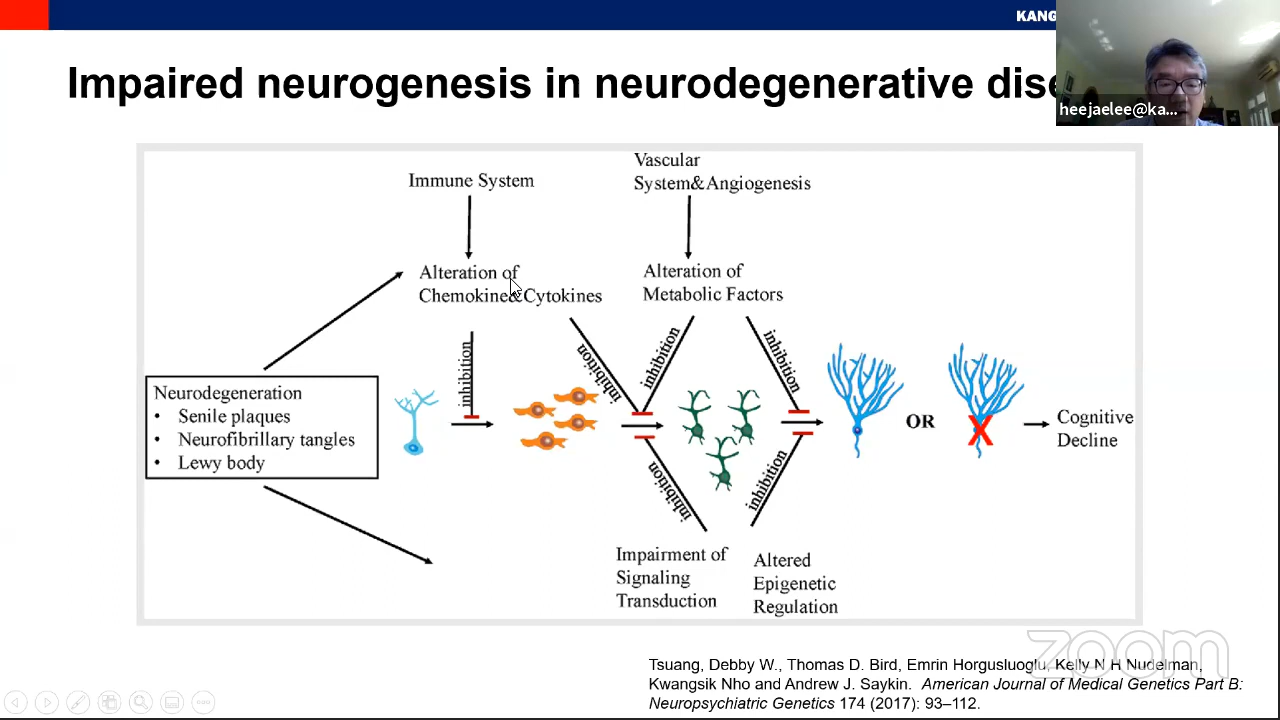 KANG
Impaired neurogenesis in neurodegenerative dise
heejaelee@ka...
Immune System
Vascular
System&Angiogenesis
Alteration of
Chemokine&Cytokines
Alteration of
Metabolic Factors
inhibition
inhibition
inhibition
inhibition
Neurodegeneration
• Senile plaques
• Neurofibrillary tangles
• Lewy body
OR
Cognitive
Decline
inhibition
inhibition
Impairment of
Signaling
Transduction
Altered
Epigenetic
Regulation
zoom
Tsuang, Debby W., Thomas D. Bird, Emrin Horgusluoglu, Kelly N H Nudelman,
Kwangsik Nho and Andrew J. Saykin. American Journal of Medical Genetics Part B:
Neuropsychiatric Genetics 174 (2017): 93–112.